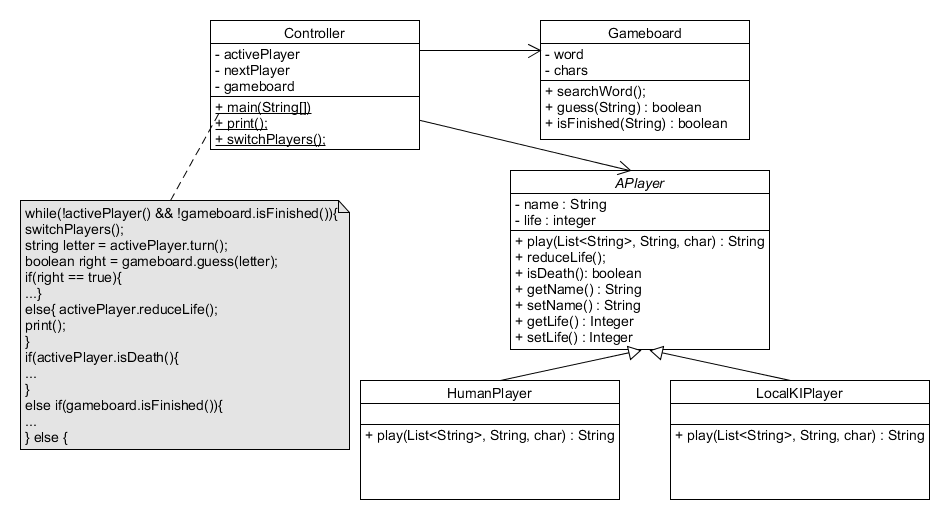 Controller
- activePlayer
- nextPlayer
- gameboard
+ main(String[])
+ print();
+ switchPlayers();
Gameboard
- word
- chars
+ searchWord();
+ guess(String) : boolean
+ isFinished(String) : boolean
APlayer
- name : String
- life : integer
+ play(List<String>, String, char) : String
+ reduceLife();
+ isDeath(): boolean
+ getName() : String
+ setName() : String
+ getLife() : Integer
+ setLife() : Integer
while(!activePlayer() && !gameboard.isFinished()){
switchPlayers();
string letter = activePlayer.turn();
boolean right = gameboard.guess(letter);
if(right == true){
...}
else{ activePlayer.reduceLife();
print();
}
if(activePlayer.isDeath(){
...
}
else if(gameboard.isFinished()){
...
} else {
HumanPlayer
+ play(List<String>, String, char) : String
LocalKIPlayer
+ play(List<String>, String, char) : String